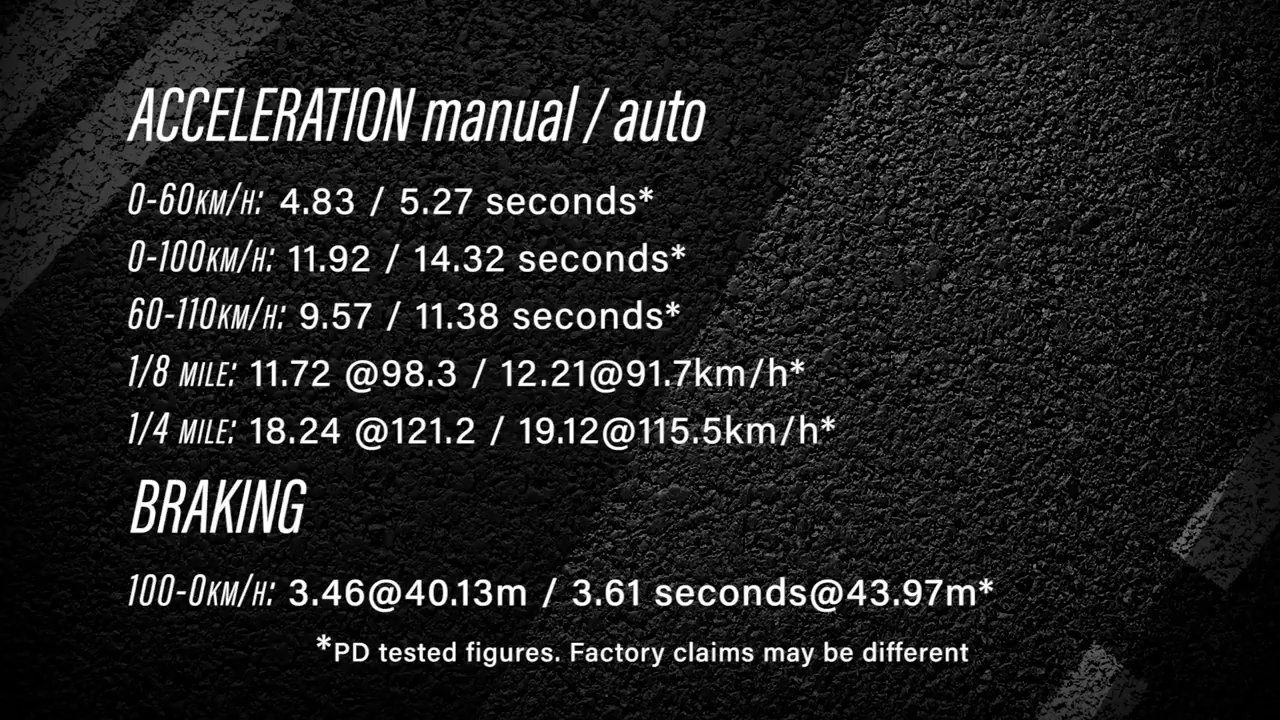 ACCELERATION manual / auto
0-60KM/H: 4.83 / 5.27 seconds*
0-100KM/H: 11.92 / 14.32 seconds*
60-110KM/H: 9.57 / 11.38 seconds*
1/8 MILE: 11.72 @98.3 / 12.21@91.7km/h*
1/4 MILE: 18.24 @121.2 / 19.12@115.5km/h*
BRAKING
100-0KM/H: 3.46@40.13m / 3.61 seconds@43.97m*
*PD tested figures. Factory claims may be different